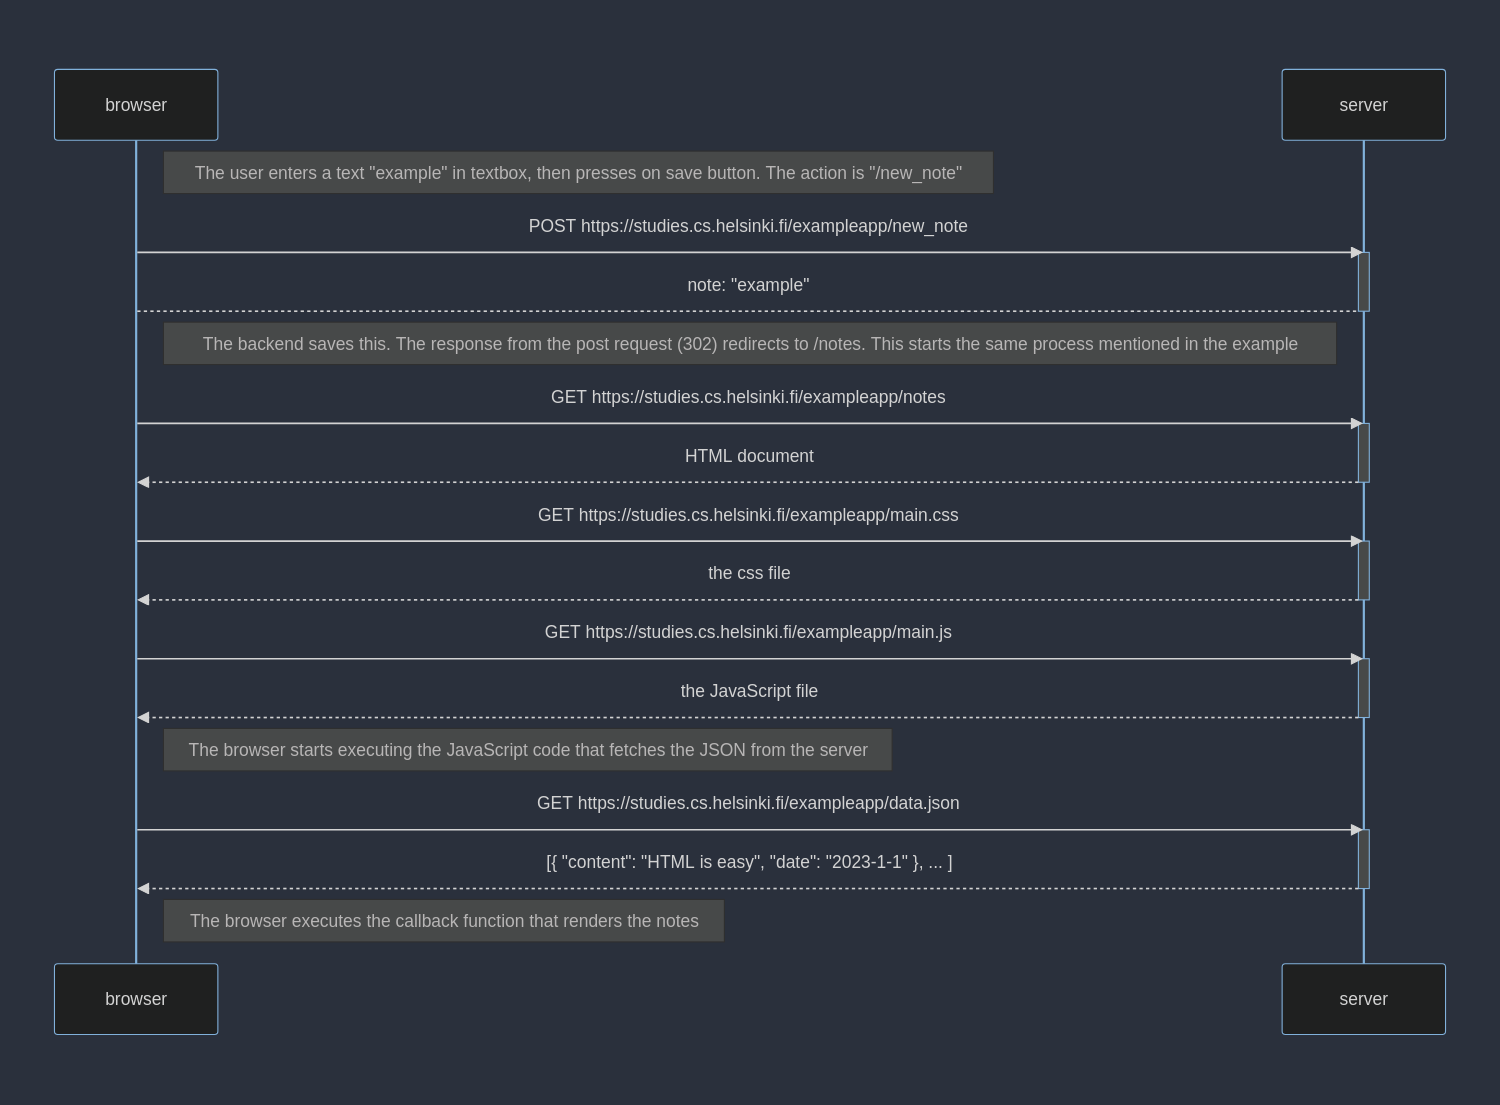 browser
server
The user enters a text "example" in textbox, then presses on save button. The action is "/new_note"
POST https://studies.cs.helsinki.fi/exampleapp/new_note
note: "example"
The backend saves this. The response from the post request (302) redirects to /notes. This starts the same process mentioned in the example
GET https://studies.cs.helsinki.fi/exampleapp/notes
HTML document
GET https://studies.cs.helsinki.fi/exampleapp/main.css
the css file
GET https://studies.cs.helsinki.fi/exampleapp/main.js
the JavaScript file
The browser starts executing the JavaScript code that fetches the JSON from the server
GET https://studies.cs.helsinki.fi/exampleapp/data.json
[{ "content": "HTML is easy", "date": "2023-1-1" }, ... ]
The browser executes the callback function that renders the notes
browser
server